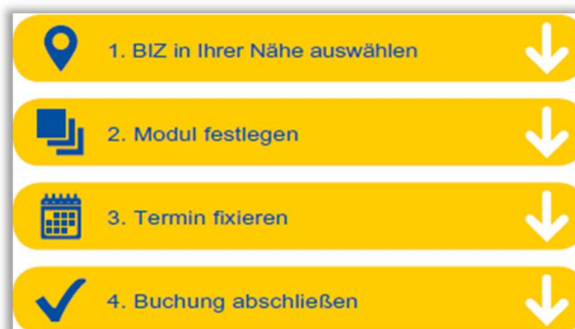 1. BIZ in Ihrer Nähe auswählen
2. Modul festlegen
3. Termin fixieren
4. Buchung abschließen